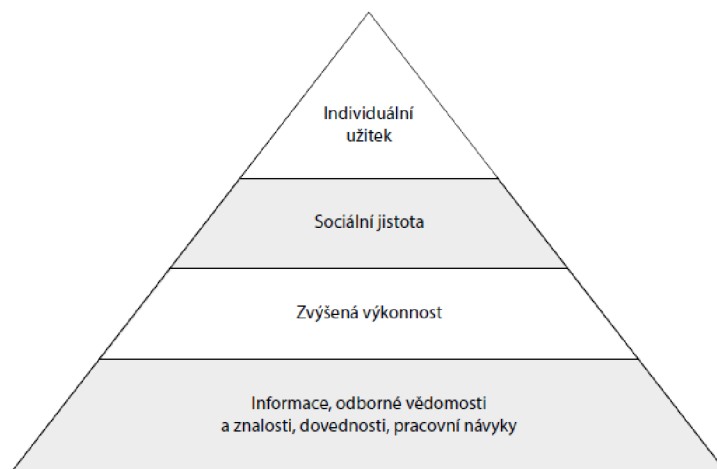 Individuální
užitek
Sociální jistota
Zvýšená výkonnost
Informace, odborné vědomosti
a znalosti, dovednosti, pracovní návyky